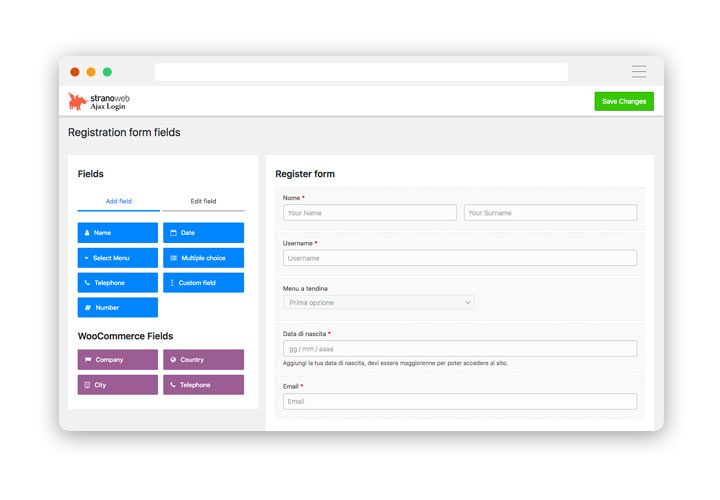 stranoweb
Ajax Login
Save Changes
Registration form fields
Fields
Add field
Edit field
Name
Date
Select Menu
Multiple choice
Telephone
Custom field
Number
WooCommerce Fields
Company
Country
City
Telephone
Register form
Nome *
Your Name
Your Surname
Username *
Username
Menu a tendina
Prima opzione
Data di nascita *
gg / mm / aaaa
Aggiungi la tua data di nascita, devi essere maggiorenne per poter accedere al sito.
Email *
Email